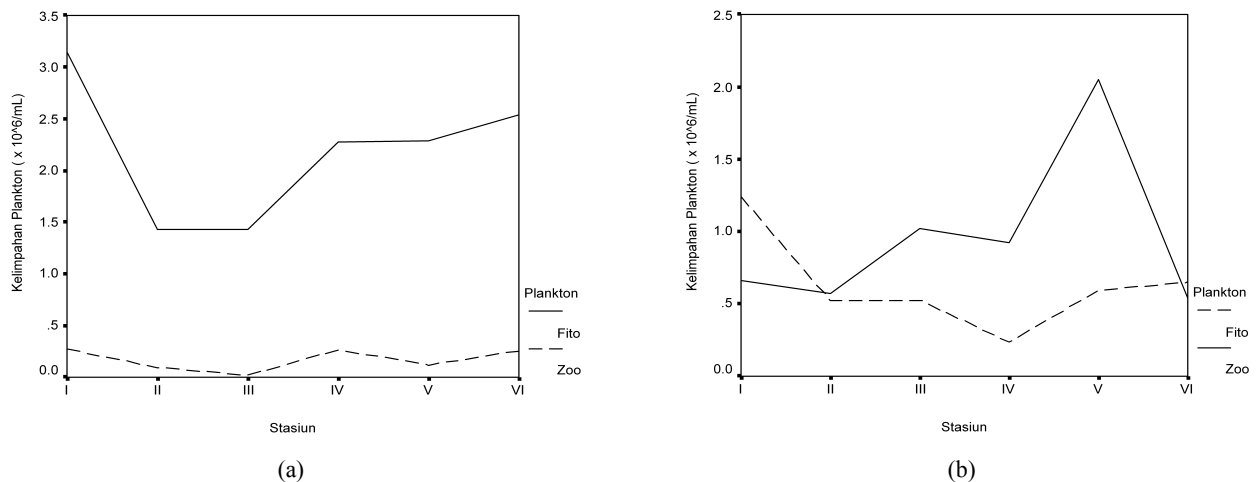 Kelimpahan Plankton ( x 10^6/mL)
3.5
3.0
2.5
2.0
1.5
1.0
.5
0.0
I II III IV V VI
Stasiun
Plankton
Fito
Zoo
(a)
Kelimpahan Plankton ( x 10^6/mL)
2.5
2.0
1.5
1.0
.5
0.0
I II III IV V VI
Stasiun
Plankton
Fito
Zoo
(b)